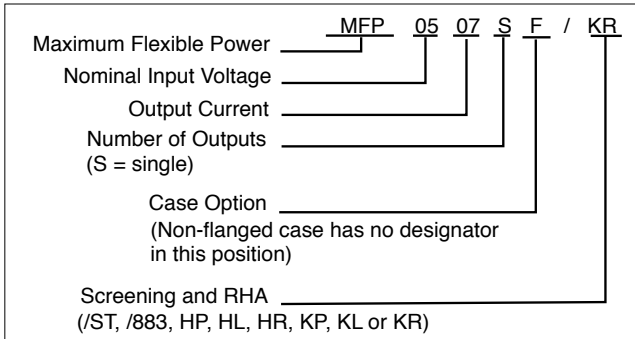 MFP 05 07 S F / KR
Maximum Flexible Power
Nominal Input Voltage
Output Current
Number of Outputs
(S = single)
Case Option
(Non-flanged case has no designator
in this position)
Screening and RHA
(/ST, /883, HP, HL, HR, KP, KL or KR)